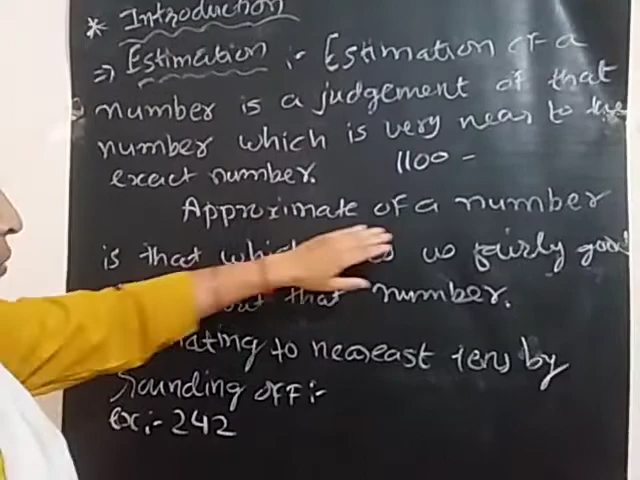 * Introduction
⇒ Estimation :- Estimation of a
number is a judgement of that
number which is very near to the
exact number.
1100 -
Approximate of a number
is that which us fairly good
out that number.
ating to nearest tens by
rounding off :-
ex:- 242